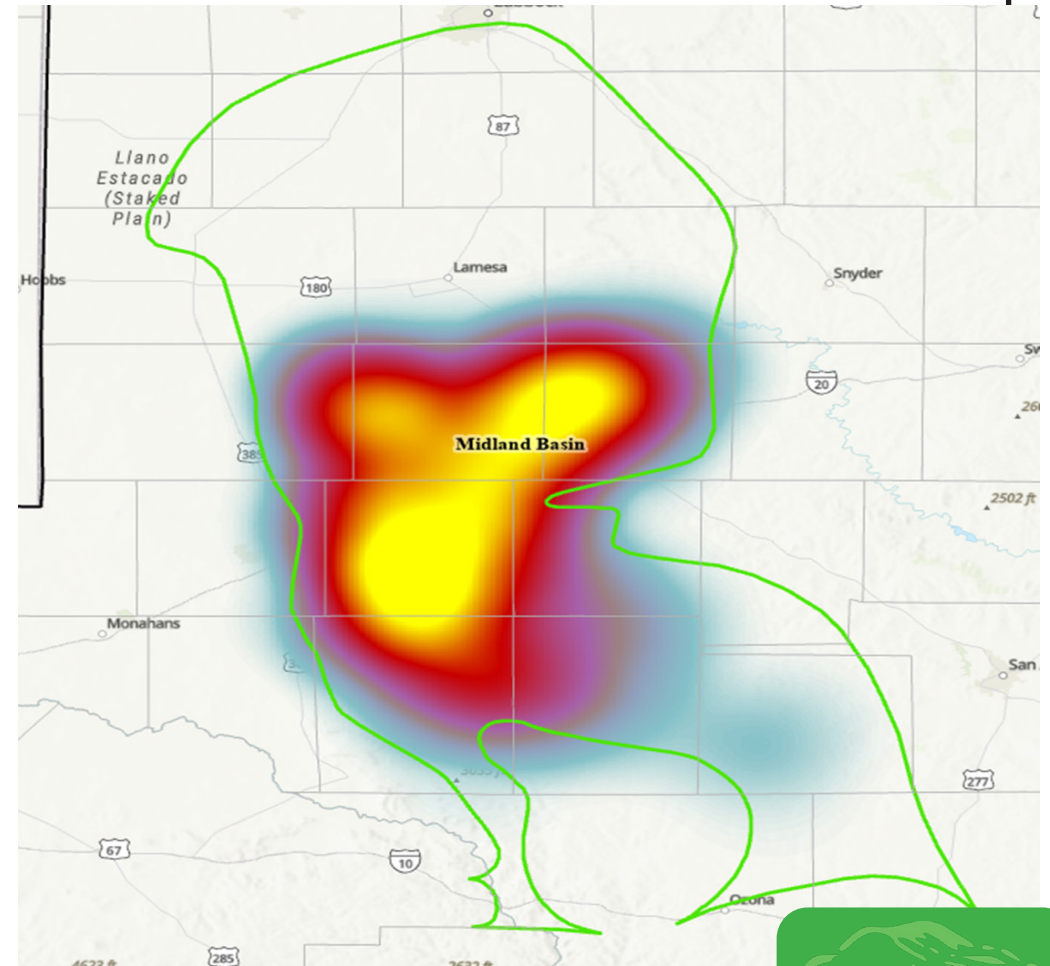 87
Llano
Estacado
(Staked
Plain)
Lamesa
Hobbs
180
Snyder
20
Midland Basin
385
2502 ft
Monahans
San
277
67
10
Ozona
285